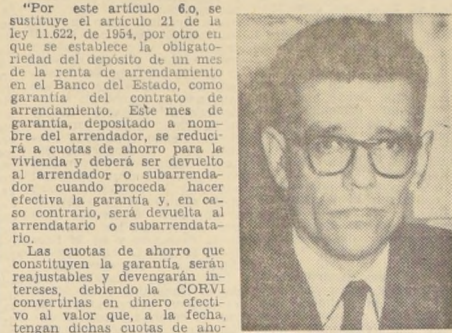 "Por este artículo 6.o, se
sustituye el artículo 21 de la
ley 11.622, de 1954, por otro en
que se establece la obligato-
riedad del depósito de un mes
de la renta de arrendamiento
en el Banco del Estado, como
garantía del contrato de
arrendamiento. Este mes de
garantía, depositado a nom-
bre del arrendador, se reduci-
rá a cuotas de ahorro para la
vivienda y deberá ser devuelto
al arrendador o subarrenda-
dor cuando proceda hacer
efectiva la garantía y, en ca-
so contrario, será devuelta al
arrendatario o subarrendata-
rio.
Las cuotas de ahorro que
constituyen la garantía serán
reajustables y devengarán in-
tereses, debiendo la CORVI
convertirlas en dinero efecti-
vo al valor que, a la fecha,
tengan dichas cuotas de aho-